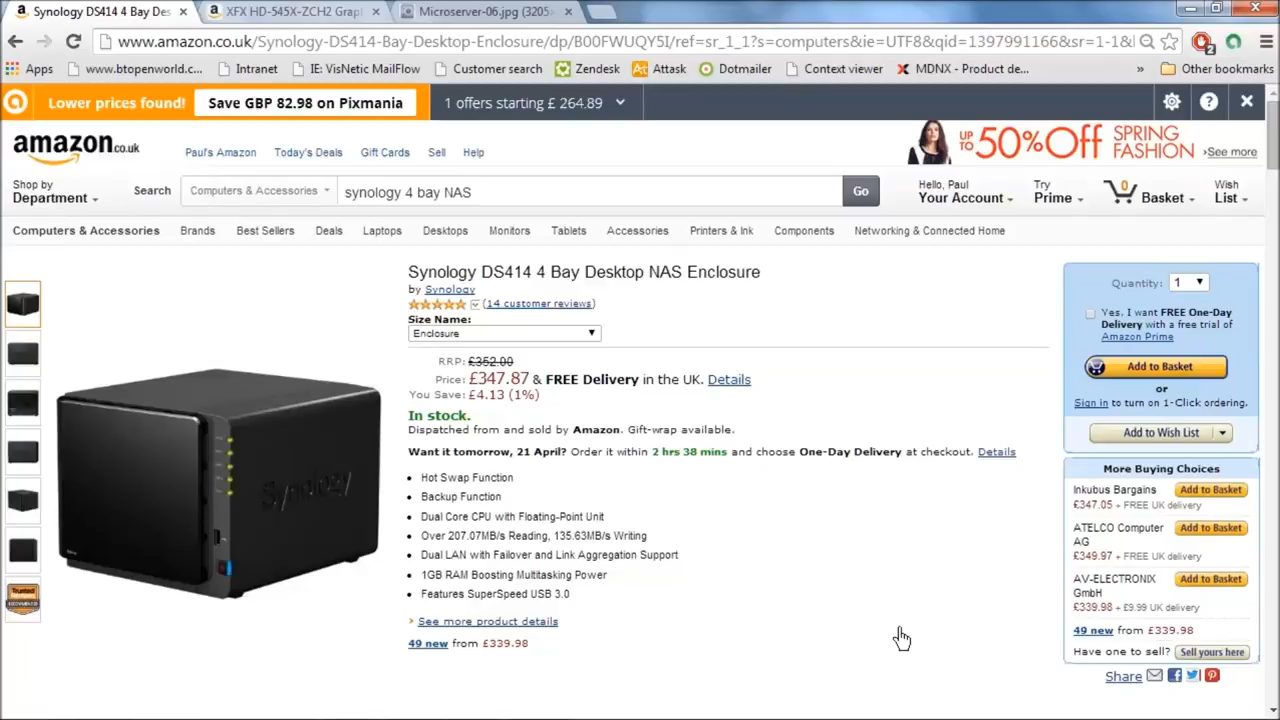 Synology DS414 4 Bay Des ×
XFX HD-545X-ZCH2 Grap ×
Microserver-06.jpg (3205× ×
www.amazon.co.uk/Synology-DS414-Bay-Desktop-Enclosure/dp/B00FWUQY5I/ref=sr_1_1?s=computers&ie=UTF8&qid=1397991166&sr=1-1&l
2
Apps www.btopenworld.c... Intranet IE: VisNetic MailFlow Customer search Zendesk Attask Dotmailer Context viewer MDNX - Product de... » Other bookmarks
Lower prices found! Save GBP 82.98 on Pixmania 1 offers starting £ 264.89
amazon.co.uk
Paul's Amazon Today's Deals Gift Cards Sell Help
UP TO 50% Off SPRING FASHION ›See more
Shop by
Department
Search Computers & Accessories synology 4 bay NAS Go
Hello, Paul
Your Account
Try
Prime
0
Basket
Wish
List
Computers & Accessories Brands Best Sellers Deals Laptops Desktops Monitors Tablets Accessories Printers & Ink Components Networking & Connected Home
Synology DS414 4 Bay Desktop NAS Enclosure
by Synology
(14 customer reviews)
Size Name:
Enclosure
RRP: £352.00
Price: £347.87 & FREE Delivery in the UK. Details
You Save: £4.13 (1%)
In stock.
Dispatched from and sold by Amazon. Gift-wrap available.
Want it tomorrow, 21 April? Order it within 2 hrs 38 mins and choose One-Day Delivery at checkout. Details
• Hot Swap Function
• Backup Function
• Dual Core CPU with Floating-Point Unit
• Over 207.07MB/s Reading, 135.63MB/s Writing
• Dual LAN with Failover and Link Aggregation Support
• 1GB RAM Boosting Multitasking Power
• Features SuperSpeed USB 3.0
› See more product details
49 new from £339.98
Synology
Trusted
Quantity: 1
Yes, I want FREE One-Day
Delivery with a free trial of
Amazon Prime
Add to Basket
or
Sign in to turn on 1-Click ordering.
Add to Wish List
More Buying Choices
Inkubus Bargains Add to Basket
£347.05 + FREE UK delivery
ATELCO Computer Add to Basket
AG
£349.97 + FREE UK delivery
AV-ELECTRONIX Add to Basket
GmbH
£339.98 + £9.99 UK delivery
49 new from £339.98
Have one to sell? Sell yours here
Share